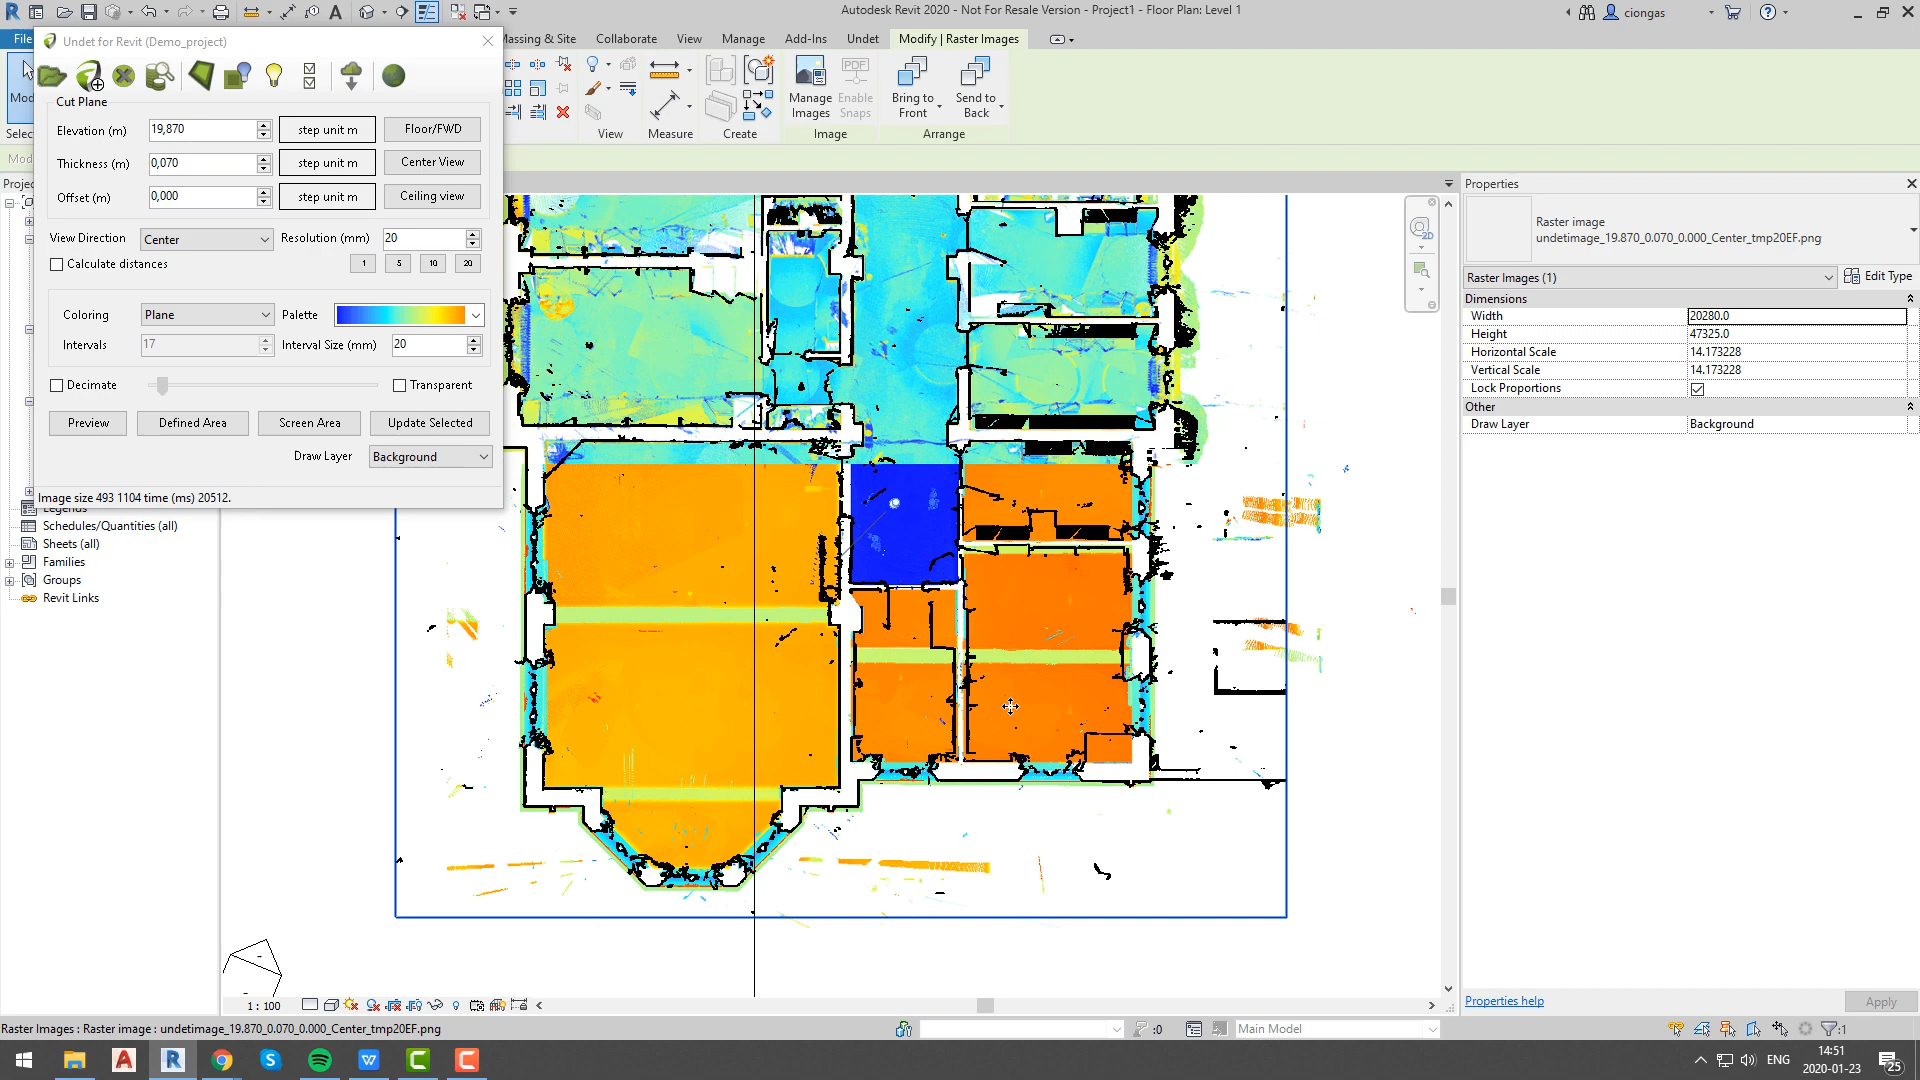 Autodesk Revit 2020 - Not For Resale Version - Project1 - Floor Plan: Level 1
ciongas
File
Massing & Site
Collaborate
View
Manage
Add-Ins
Undet
Modify | Raster Images
Undet for Revit (Demo_project)
Cut Plane
Elevation (m)
19,870
step unit m
Floor/FWD
Thickness (m)
0,070
step unit m
Center View
Offset (m)
0,000
step unit m
Ceiling view
View Direction
Center
Resolution (mm)
20
Calculate distances
1
5
10
20
Coloring
Plane
Palette
Intervals
17
Interval Size (mm)
20
Decimate
Transparent
Preview
Defined Area
Screen Area
Update Selected
Draw Layer
Background
Image size 493 1104 time (ms) 20512.
View
Measure
Create
Manage Images
PDF
Enable Snaps
Image
Bring to Front
Send to Back
Arrange
Legends
Schedules/Quantities (all)
Sheets (all)
Families
Groups
Revit Links
2D
Properties
Raster image
undetimage_19.870_0.070_0.000_Center_tmp20EF.png
Raster Images (1)
Edit Type
Dimensions
Width
20280.0
Height
47325.0
Horizontal Scale
14.173228
Vertical Scale
14.173228
Lock Proportions
Other
Draw Layer
Background
Properties help
Apply
1 : 100
Raster Images : Raster image : undetimage_19.870_0.070_0.000_Center_tmp20EF.png
:0
Main Model
:1
ENG
14:51
2020-01-23
25